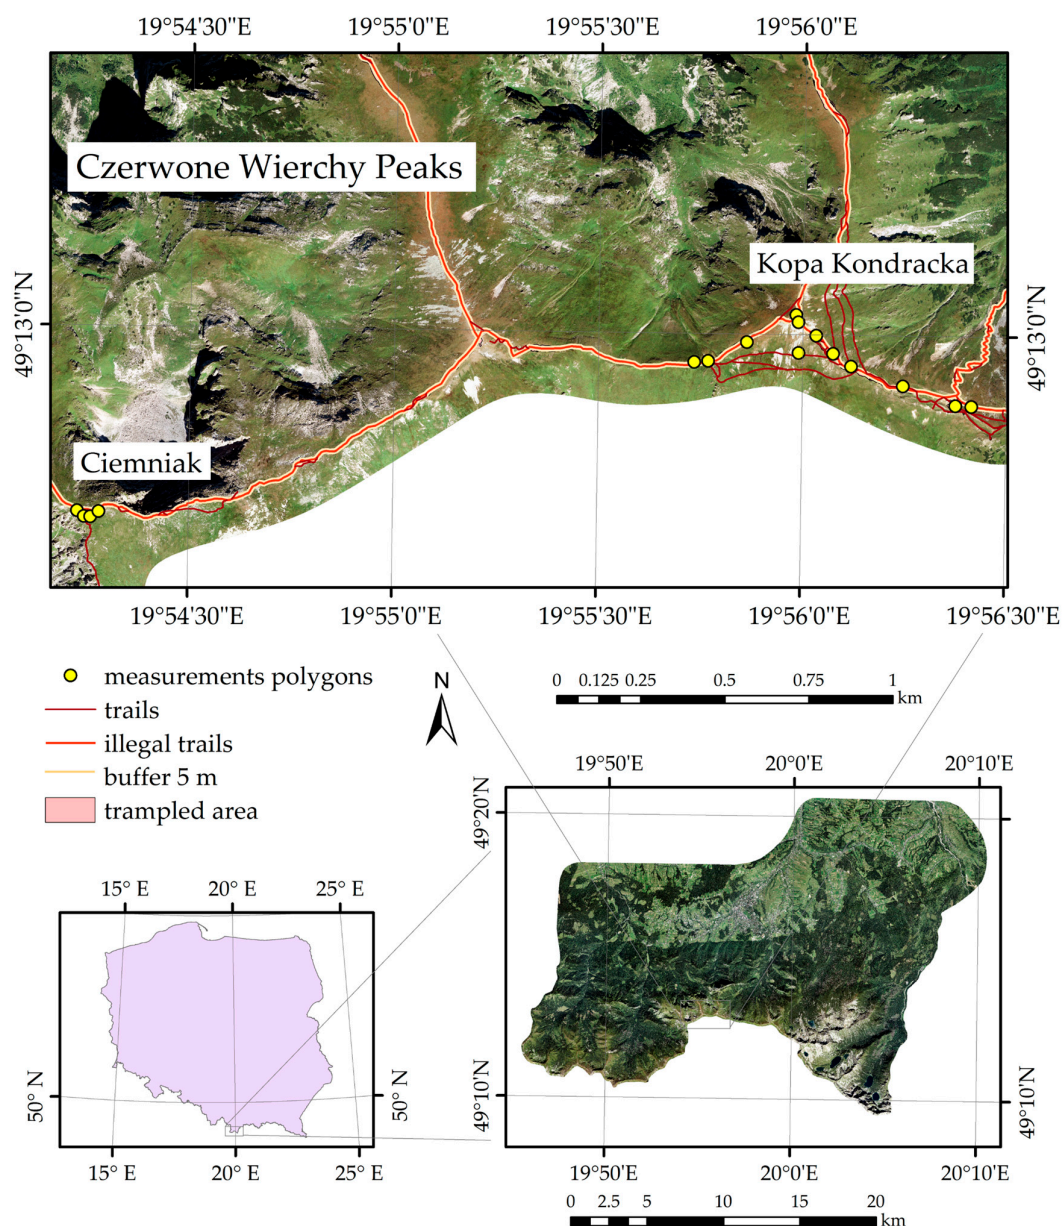 19°54'30"E 19°55'0"E 19°55'30"E 19°56'0"E
Czerwone Wierchy Peaks
Kopa Kondracka
49°13'0"N
49°13'0"N
Ciemniak
19°54'30"E 19°55'0"E 19°55'30"E 19°56'0"E 19°56'30"E
measurements polygons
trails
illegal trails
buffer 5 m
trampled area
N
0 0.125 0.25 0.5 0.75 1
km
19°50'E 20°0'E 20°10'E
49°20'N
49°10'N
49°10'N
19°50'E 20°0'E 20°10'E
0 2.5 5 10 15 20
km
15° E 20° E 25° E
50° N
50° N
15° E 20° E 25° E